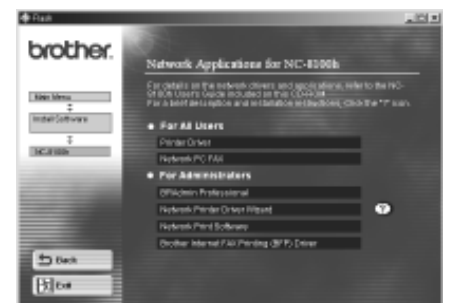 Flash
brother.
Network Applications for NC-8100h
For details on the network drivers and applications, refer to the NC-
8100h User's Guide included on this CD-ROM.
For a brief description and installation instructions, Click the "?" icon.
Main Menu
Install Software
NC-8100h
For All Users
Printer Driver
Network PC FAX
For Administrators
BRAdmin Professional
Network Printer Driver Wizard
?
Network Print Software
Brother Internet FAX Printing (BIFP) Driver
Back
Exit